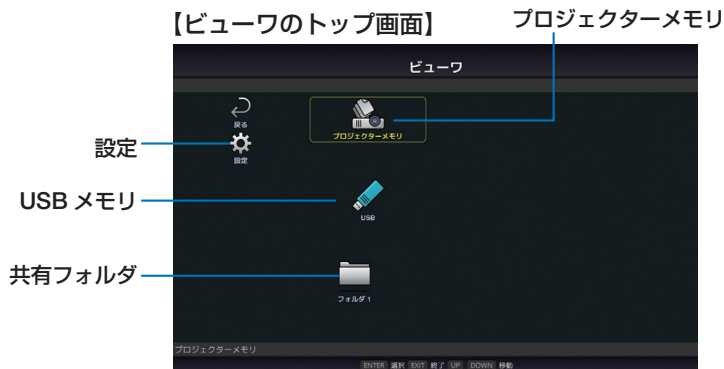 【ビューワのトップ画面】
プロジェクターメモリ
ビューワ
戻る
プロジェクターメモリ
設定
設定
USB メモリ
USB
共有フォルダ
フォルダ 1
プロジェクターメモリ
ENTER 選択 EXIT 終了 UP DOWN 移動